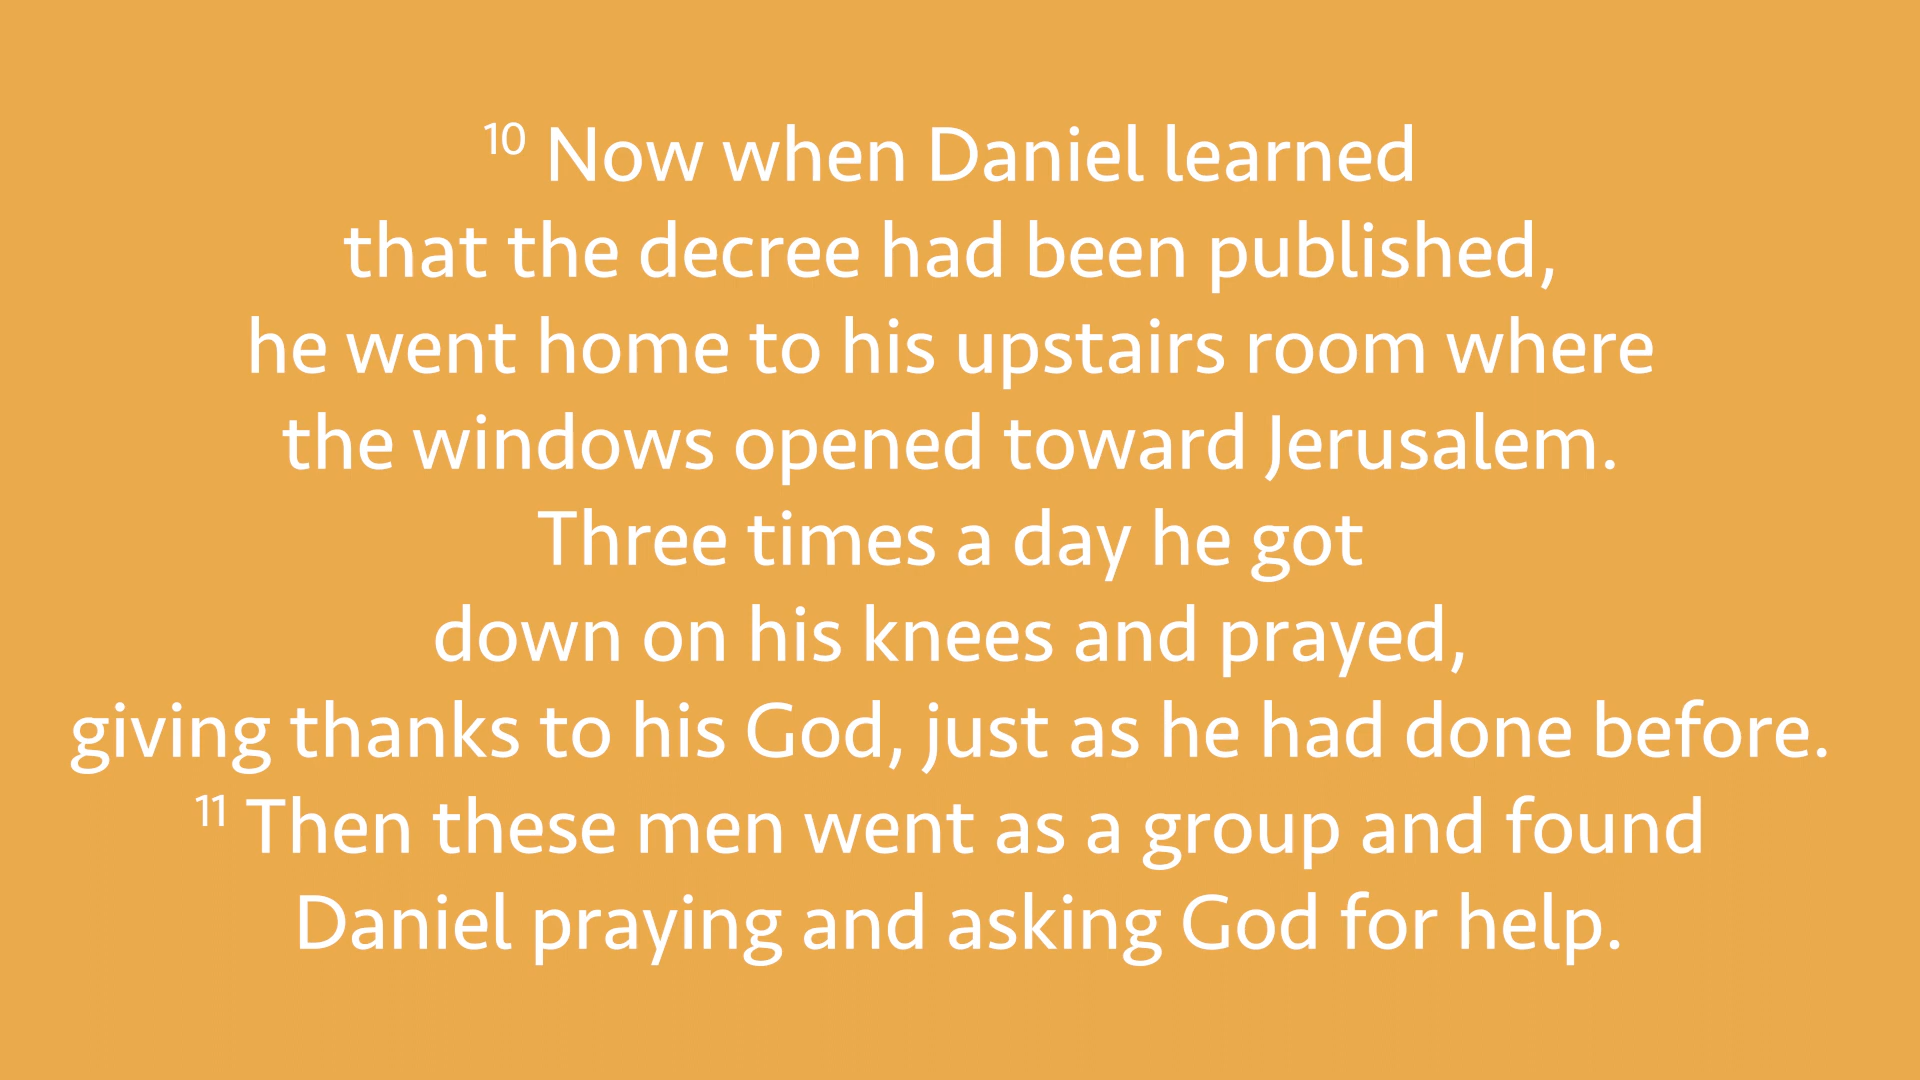 10 Now when Daniel learned
that the decree had been published,
he went home to his upstairs room where
the windows opened toward Jerusalem.
Three times a day he got
down on his knees and prayed,
giving thanks to his God, just as he had done before.
11 Then these men went as a group and found
Daniel praying and asking God for help.